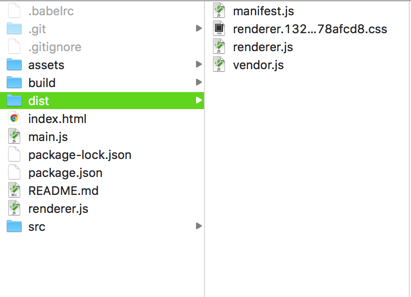 .babelrc
.git
.gitignore
assets
build
dist
index.html
main.js
package-lock.json
package.json
README.md
renderer.js
src
manifest.js
renderer.132...78afcd8.css
renderer.js
vendor.js